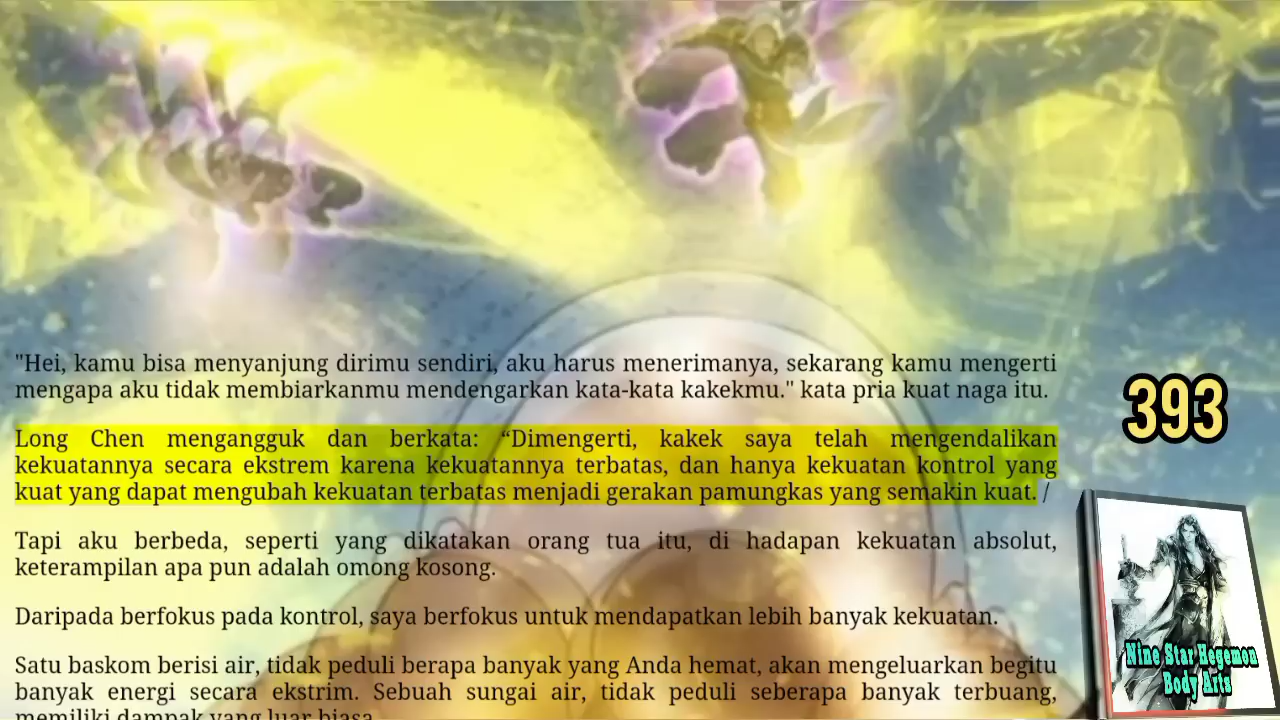 "Hei, kamu bisa menyanjung dirimu sendiri, aku harus menerimanya, sekarang kamu mengerti
mengapa aku tidak membiarkanmu mendengarkan kata-kata kakekmu." kata pria kuat naga itu.
Long Chen mengangguk dan berkata: “Dimengerti, kakek saya telah mengendalikan
kekuatannya secara ekstrem karena kekuatannya terbatas, dan hanya kekuatan kontrol yang
kuat yang dapat mengubah kekuatan terbatas menjadi gerakan pamungkas yang semakin kuat. /
Tapi aku berbeda, seperti yang dikatakan orang tua itu, di hadapan kekuatan absolut,
keterampilan apa pun adalah omong kosong.
Daripada berfokus pada kontrol, saya berfokus untuk mendapatkan lebih banyak kekuatan.
Satu baskom berisi air, tidak peduli berapa banyak yang Anda hemat, akan mengeluarkan begitu
banyak energi secara ekstrim. Sebuah sungai air, tidak peduli seberapa banyak terbuang,
memiliki dampak yang luar biasa
393
Nine Star Hegemon
Body Arts